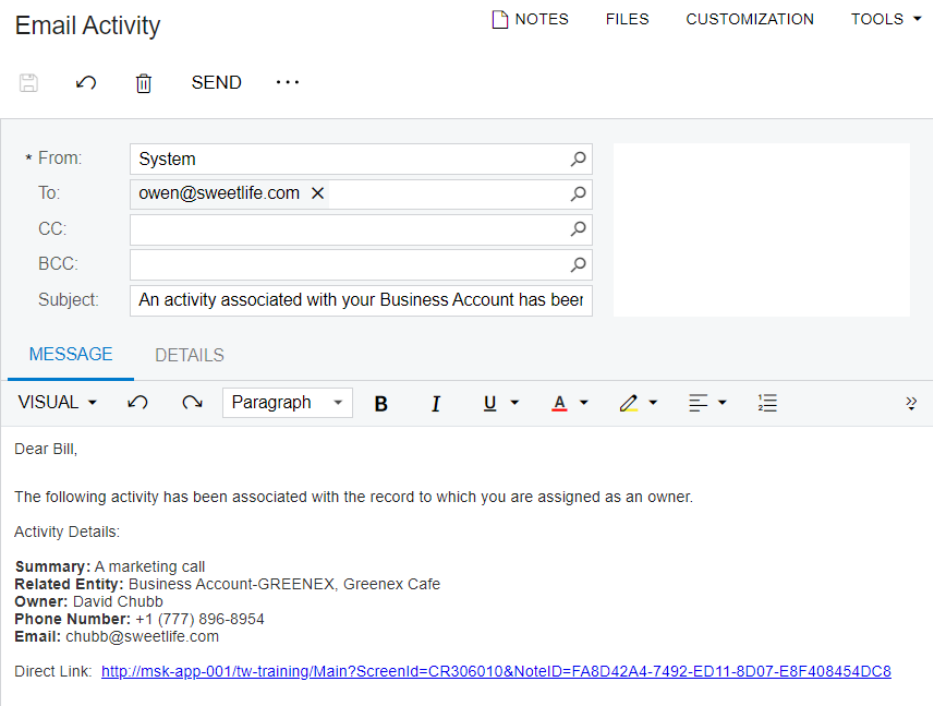 Email Activity
NOTES FILES CUSTOMIZATION TOOLS
SEND ...
* From: System
To: owen@sweetlife.com ×
CC:
BCC:
Subject: An activity associated with your Business Account has been
MESSAGE DETAILS
VISUAL Paragraph B I U A
Dear Bill,
The following activity has been associated with the record to which you are assigned as an owner.
Activity Details:
Summary: A marketing call
Related Entity: Business Account-GREENEX, Greenex Cafe
Owner: David Chubb
Phone Number: +1 (777) 896-8954
Email: chubb@sweetlife.com
Direct Link: http://msk-app-001/tw-training/Main?ScreenId=CR306010&NoteID=FA8D42A4-7492-ED11-8D07-E8F408454DC8